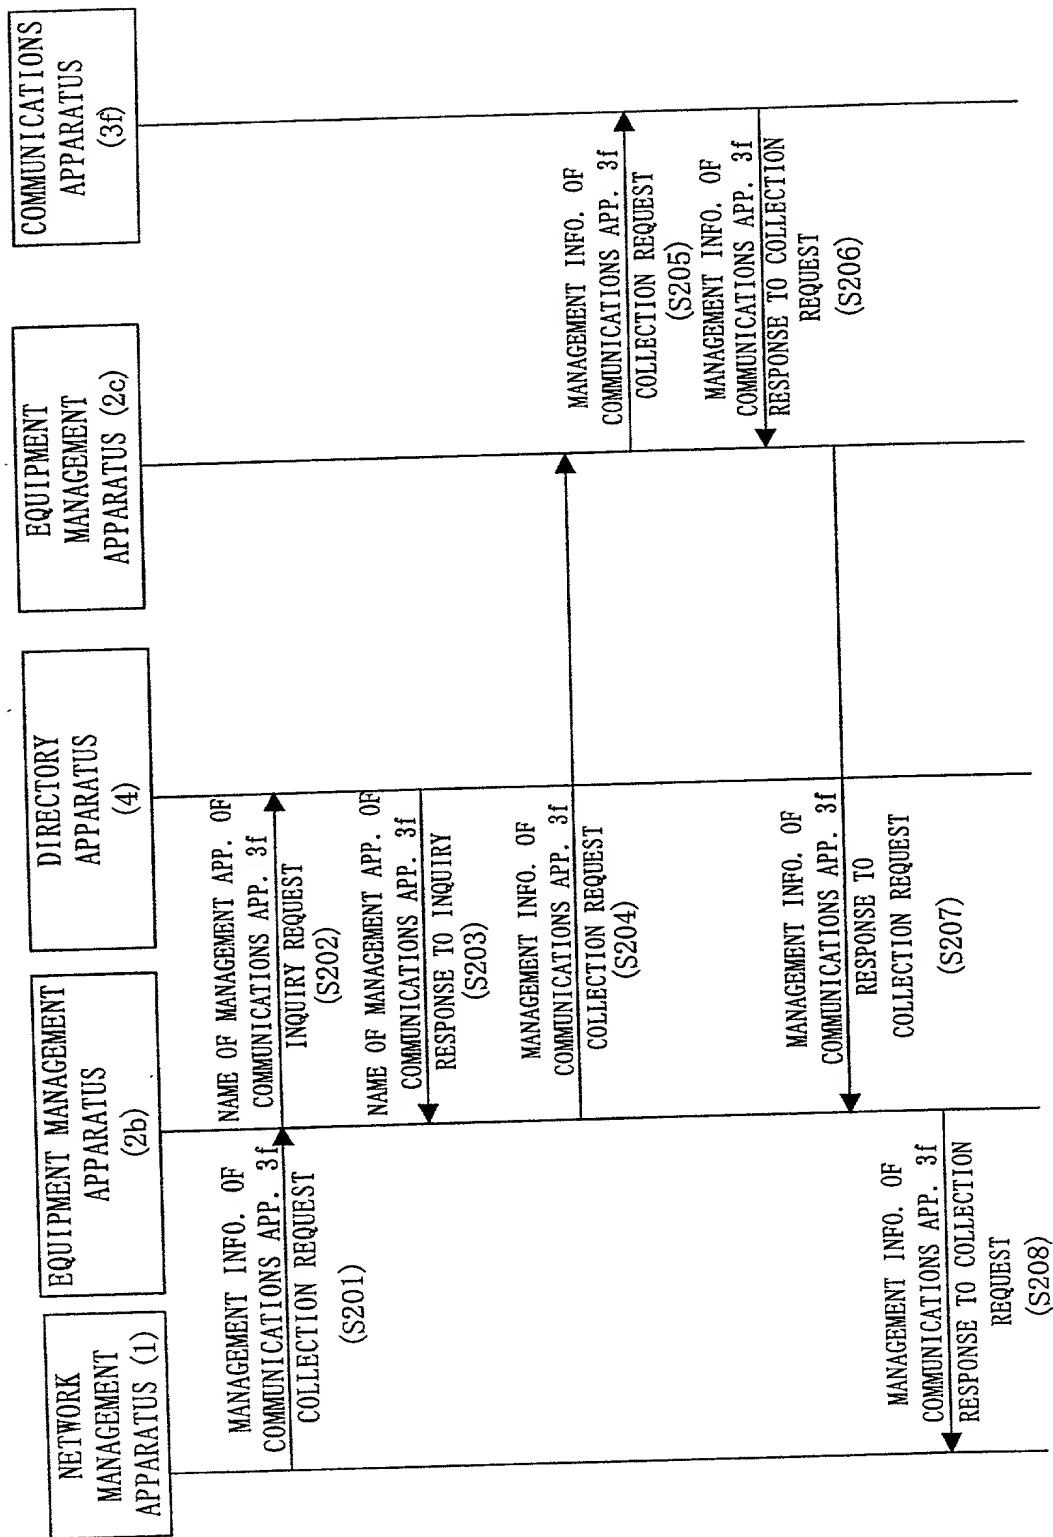 NETWORK
MANAGEMENT
APPARATUS (1)
EQUIPMENT MANAGEMENT
APPARATUS
(2b)
DIRECTORY
APPARATUS
(4)
EQUIPMENT
MANAGEMENT
APPARATUS (2c)
COMMUNICATIONS
APPARATUS
(3f)
MANAGEMENT INFO. OF
COMMUNICATIONS APP. 3f
COLLECTION REQUEST
(S201)
NAME OF MANAGEMENT APP. OF
COMMUNICATIONS APP. 3f
INQUIRY REQUEST
(S202)
NAME OF MANAGEMENT APP. OF
COMMUNICATIONS APP. 3f
RESPONSE TO INQUIRY
(S203)
MANAGEMENT INFO. OF
COMMUNICATIONS APP. 3f
COLLECTION REQUEST
(S204)
MANAGEMENT INFO. OF
COMMUNICATIONS APP. 3f
COLLECTION REQUEST
(S205)
MANAGEMENT INFO. OF
COMMUNICATIONS APP. 3f
RESPONSE TO COLLECTION
REQUEST
(S206)
MANAGEMENT INFO. OF
COMMUNICATIONS APP. 3f
RESPONSE TO
COLLECTION REQUEST
(S207)
MANAGEMENT INFO. OF
COMMUNICATIONS APP. 3f
RESPONSE TO COLLECTION
REQUEST
(S208)